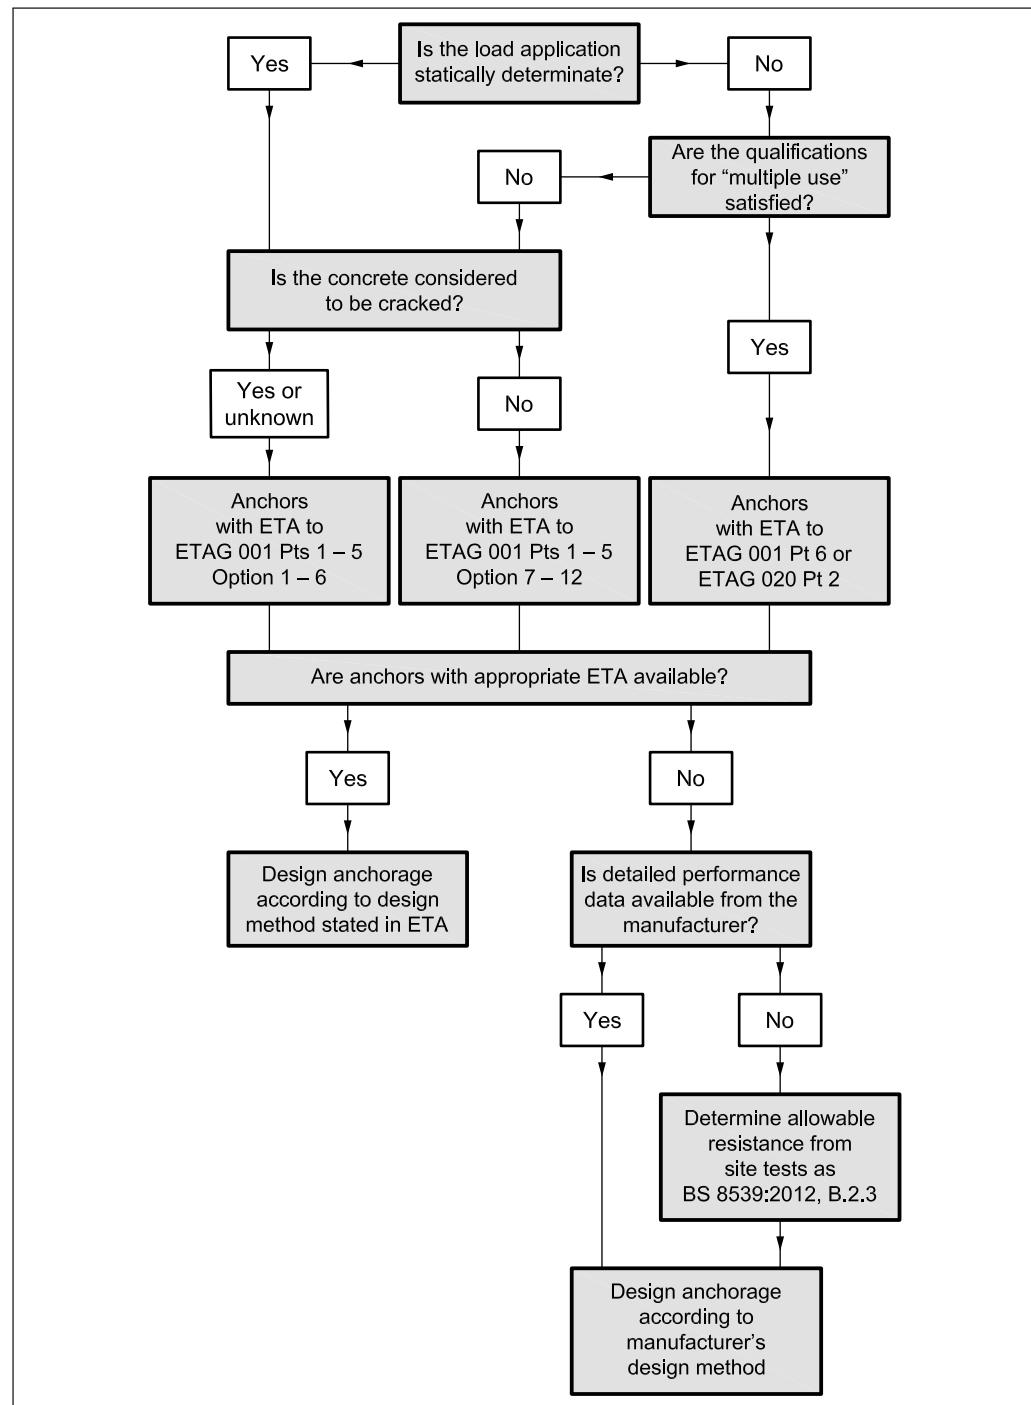 Is the load application
statically determinate?
Yes
No
Are the qualifications
for “multiple use”
satisfied?
No
Is the concrete considered
to be cracked?
Yes
Yes or
unknown
No
Anchors
with ETA to
ETAG 001 Pts 1 – 5
Option 1 – 6
Anchors
with ETA to
ETAG 001 Pts 1 – 5
Option 7 – 12
Anchors
with ETA to
ETAG 001 Pt 6 or
ETAG 020 Pt 2
Are anchors with appropriate ETA available?
Yes
No
Design anchorage
according to design
method stated in ETA
Is detailed performance
data available from the
manufacturer?
Yes
No
Determine allowable
resistance from
site tests as
BS 8539:2012, B.2.3
Design anchorage
according to
manufacturer’s
design method